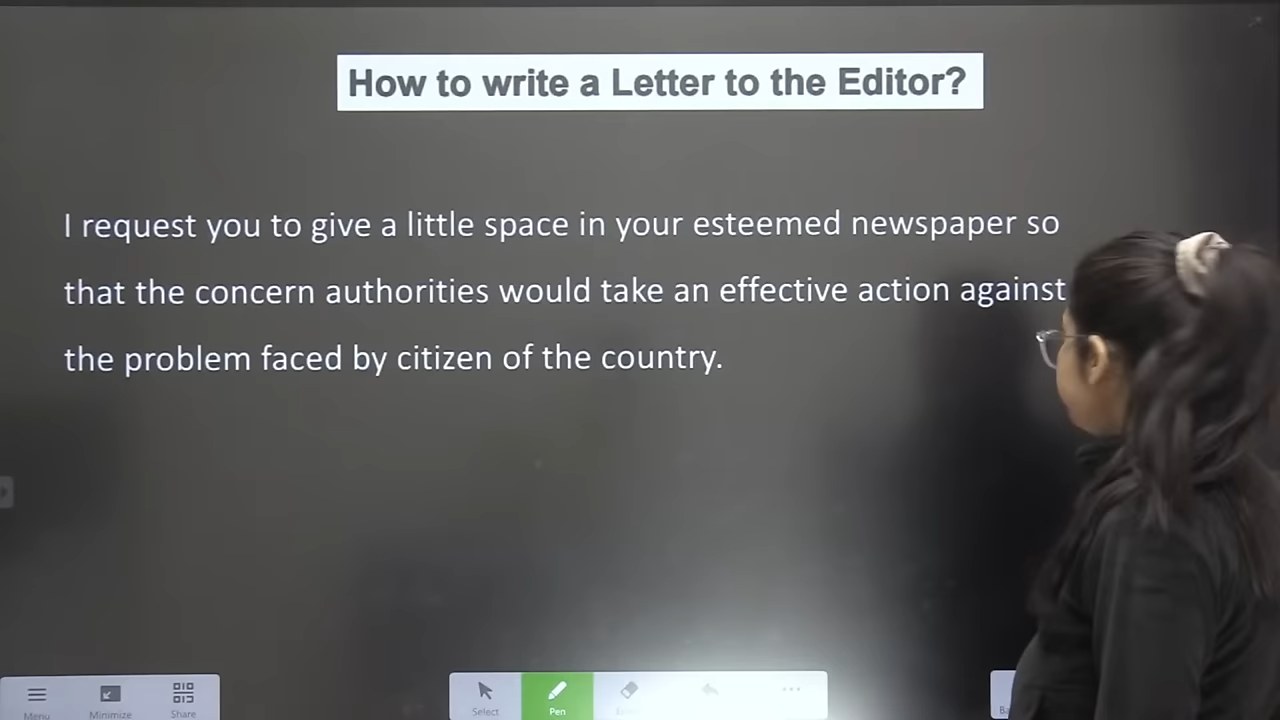 How to write a Letter to the Editor?
I request you to give a little space in your esteemed newspaper so
that the concern authorities would take an effective action against
the problem faced by citizen of the country.
Menu
Minimize
Share
Select
Pen